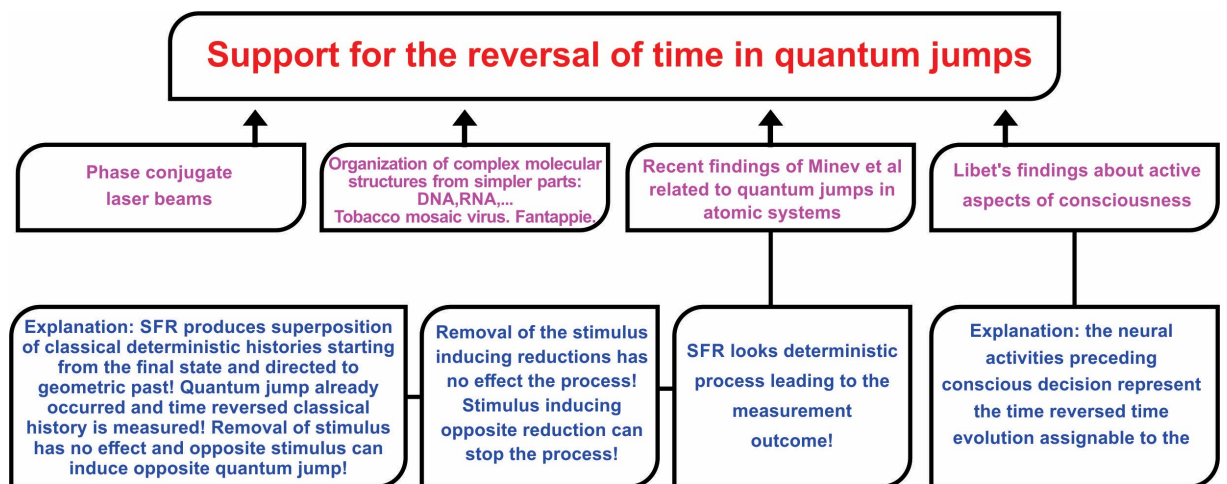 Support for the reversal of time in quantum jumps
Phase conjugate
laser beams
Organization of complex molecular
structures from simpler parts:
DNA,RNA,...
Tobacco mosaic virus. Fantappie.
Recent findings of Minev et al
related to quantum jumps in
atomic systems
Libet's findings about active
aspects of consciousness
Explanation: SFR produces superposition
of classical deterministic histories starting
from the final state and directed to
geometric past! Quantum jump already
occurred and time reversed classical
history is measured! Removal of stimulus
has no effect and opposite stimulus can
induce opposite quantum jump!
Removal of the stimulus
inducing reductions has
no effect the process!
Stimulus inducing
opposite reduction can
stop the process!
SFR looks deterministic
process leading to the
measurement
outcome!
Explanation: the neural
activities preceding
conscious decision represent
the time reversed time
evolution assignable to the